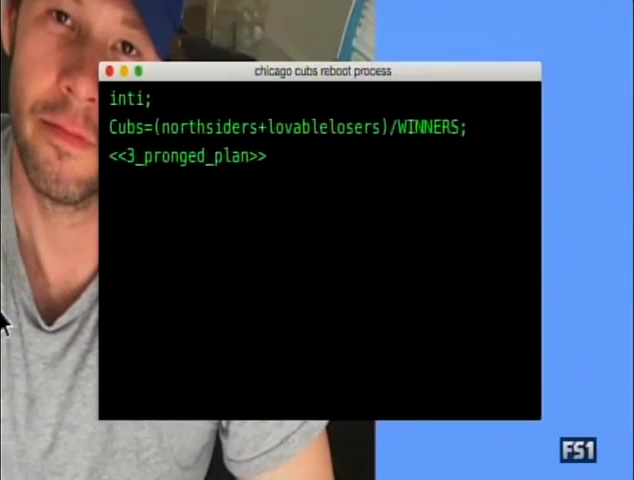 chicago cubs reboot process
inti;
Cubs=(northsiders+lovablelosers)/WINNERS;
<<3_pronged_plan>>
FS1